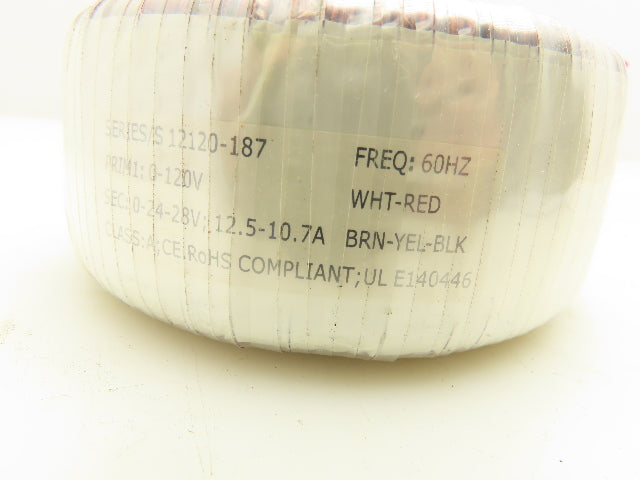 SERIES/S 12120-187 FREQ: 60HZ
PRIM1: 0-120V WHT-RED
SEC:0-24-28V; 12.5-10.7A BRN-YEL-BLK
CLASS:A;CE.RoHS COMPLIANT;UL E140446